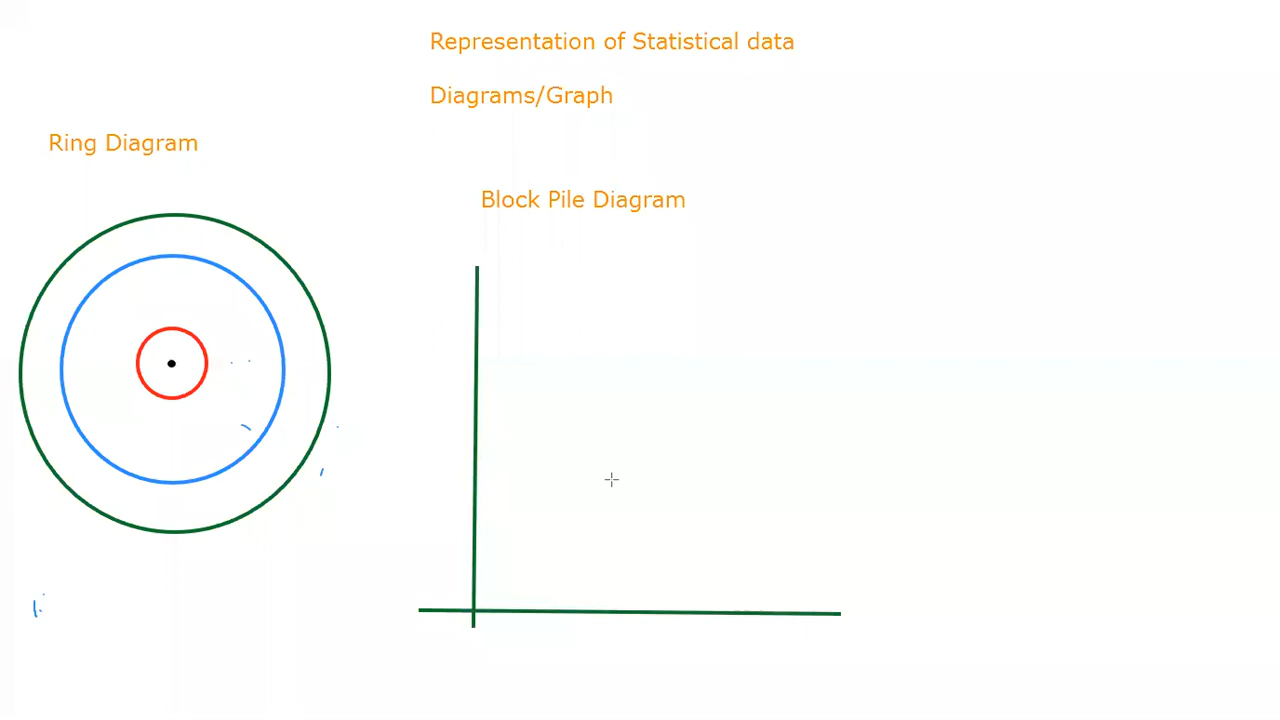 Representation of Statistical data
Diagrams/Graph
Ring Diagram
Block Pile Diagram